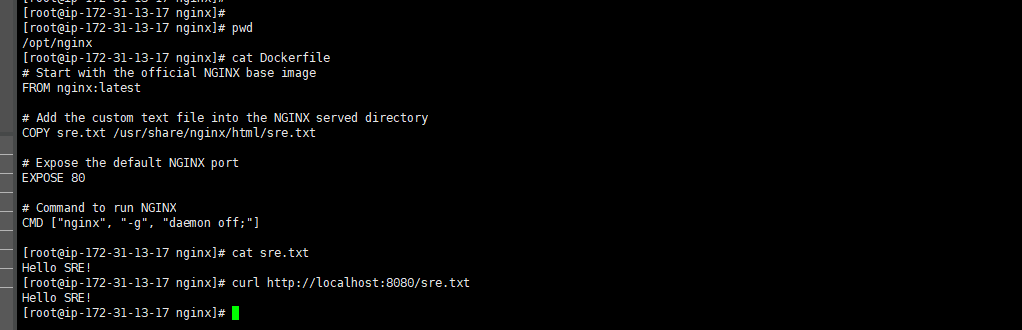 [root@ip-172-31-13-17 nginx]#
[root@ip-172-31-13-17 nginx]#
[root@ip-172-31-13-17 nginx]# pwd
/opt/nginx
[root@ip-172-31-13-17 nginx]# cat Dockerfile
# Start with the official NGINX base image
FROM nginx:latest

# Add the custom text file into the NGINX served directory
COPY sre.txt /usr/share/nginx/html/sre.txt

# Expose the default NGINX port
EXPOSE 80

# Command to run NGINX
CMD ["nginx", "-g", "daemon off;"]

[root@ip-172-31-13-17 nginx]# cat sre.txt
Hello SRE!
[root@ip-172-31-13-17 nginx]# curl http://localhost:8080/sre.txt
Hello SRE!
[root@ip-172-31-13-17 nginx]#